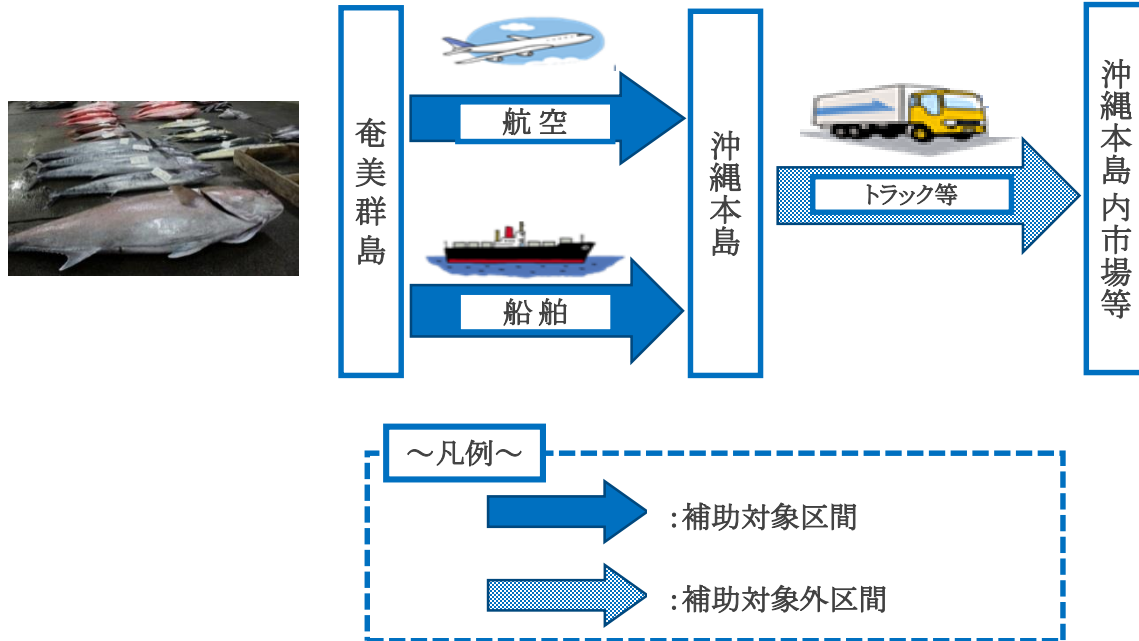 奄美群島
航空
船舶
沖縄本島
トラック等
沖縄本島内市場等
～凡例～
:補助対象区間
:補助対象外区間